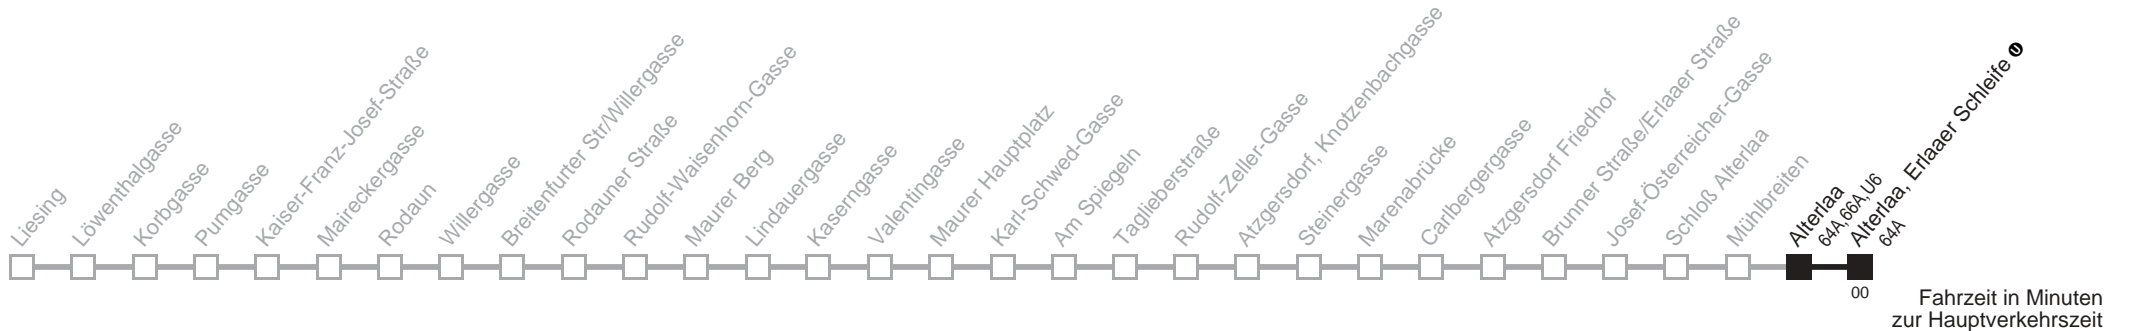 Liesing
Löwenthalgasse
Korbgasse
Pumgasse
Kaiser-Franz-Josef-Straße
Maireckergasse
Rodaun
Willergasse
Breitenfurter Str/Willergasse
Rodauner Straße
Rudolf-Waisenhorn-Gasse
Maurer Berg
Lindauergasse
Kaserngasse
Valentingasse
Maurer Hauptplatz
Karl-Schwed-Gasse
Am Spiegeln
Taglieberstraße
Rudolf-Zeller-Gasse
Atzgersdorf, Knotzenbachgasse
Steinergasse
Marenabrücke
Carlbergergasse
Atzgersdorf Friedhof
Brunner Straße/Erlaaer Straße
Josef-Österreicher-Gasse
Schloß Alterlaa
Mühlbreiten
Alterlaa
64A,66A,U6
Alterlaa, Erlaaer Schleife U
64A
00
Fahrzeit in Minuten
zur Hauptverkehrszeit